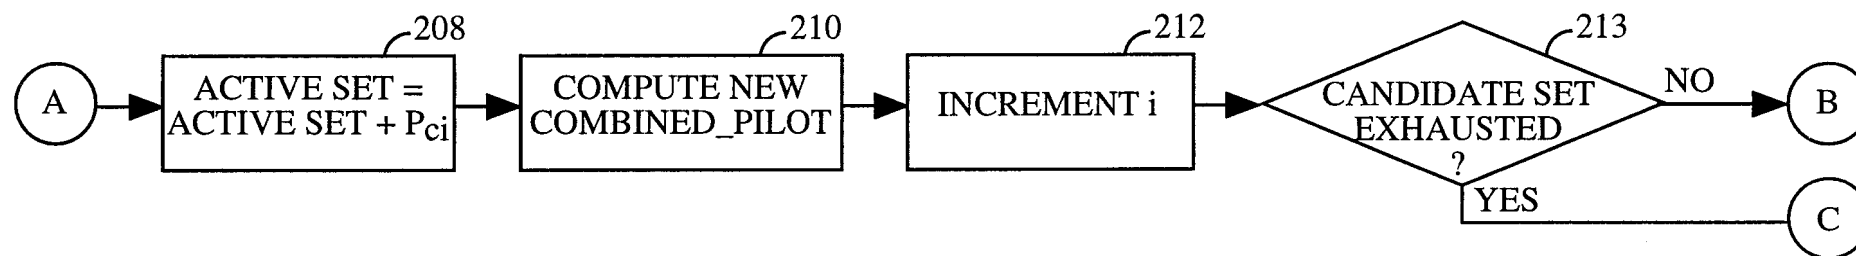 A
208
ACTIVE SET =
ACTIVE SET + Pci
210
COMPUTE NEW
COMBINED_PILOT
212
INCREMENT i
213
CANDIDATE SET
EXHAUSTED
?
NO
B
YES
C